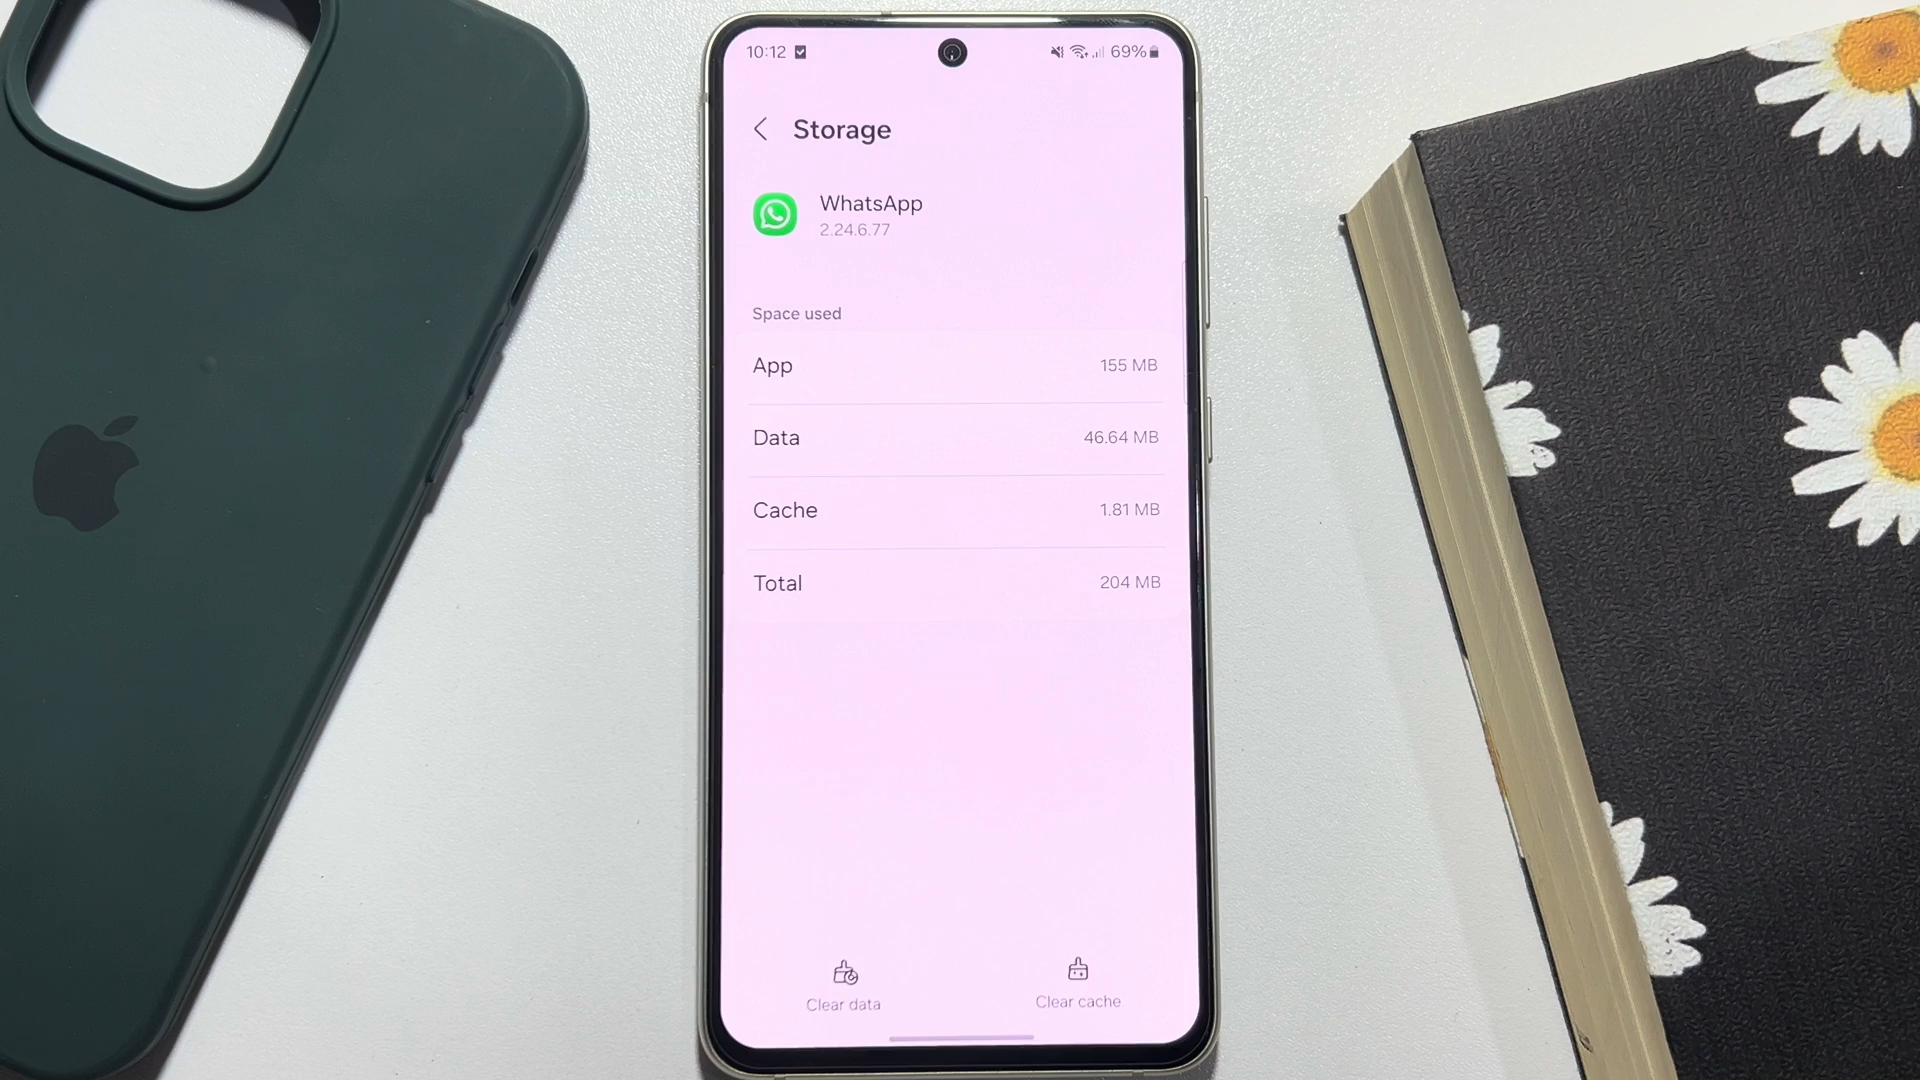 10:12 69%
Storage
WhatsApp
2.24.6.77
Space used
App 155 MB
Data 46.64 MB
Cache 1.81 MB
Total 204 MB
Clear data Clear cache